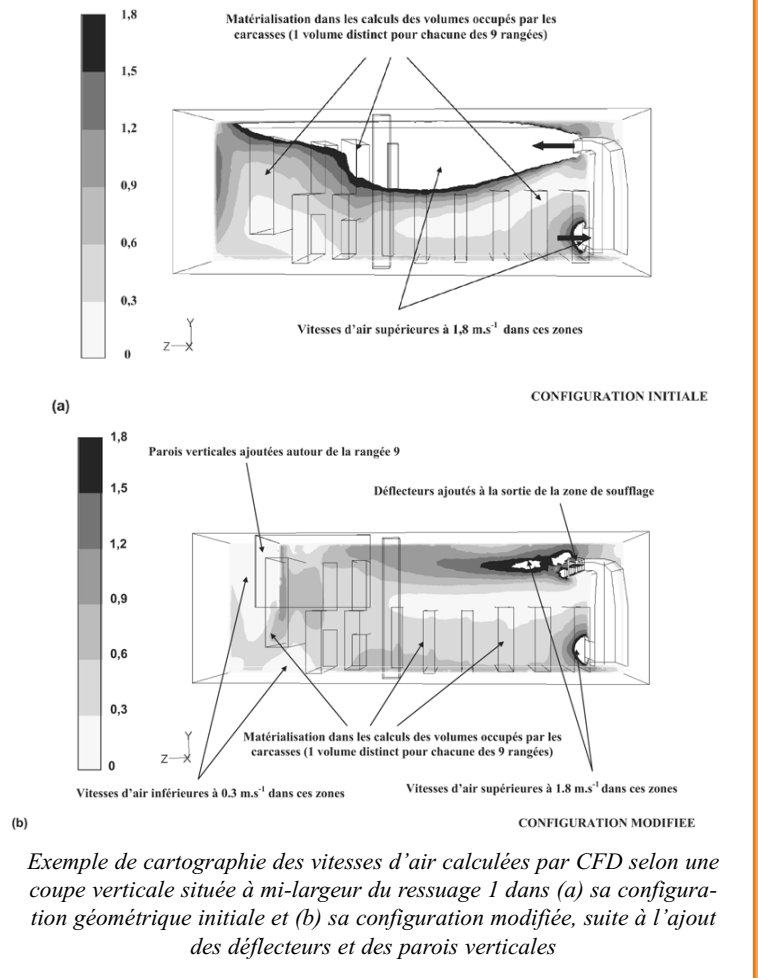 1,8
Matérialisation dans les calculs des volumes occupés par les
carcasses (1 volume distinct pour chacune des 9 rangées)
1,5
1,2
0,9
0,6
0,3
0
Vitesses d’air supérieures à 1,8 m.s-1 dans ces zones
Y
Z
X
CONFIGURATION INITIALE
(a)
1,8
Parois verticales ajoutées autour de la rangée 9
1,5
Déflecteurs ajoutés à la sortie de la zone de soufflage
1,2
0,9
0,6
0,3
0
Y
Z
X
Matérialisation dans les calculs des volumes occupés par les
carcasses (1 volume distinct pour chacune des 9 rangées)
Vitesses d’air inférieures à 0.3 m.s-1 dans ces zones
Vitesses d’air supérieures à 1.8 m.s-1 dans ces zones
(b)
CONFIGURATION MODIFIEE
Exemple de cartographie des vitesses d’air calculées par CFD selon une
coupe verticale située à mi-largeur du ressuage 1 dans (a) sa configura-
tion géométrique initiale et (b) sa configuration modifiée, suite à l’ajout
des déflecteurs et des parois verticales